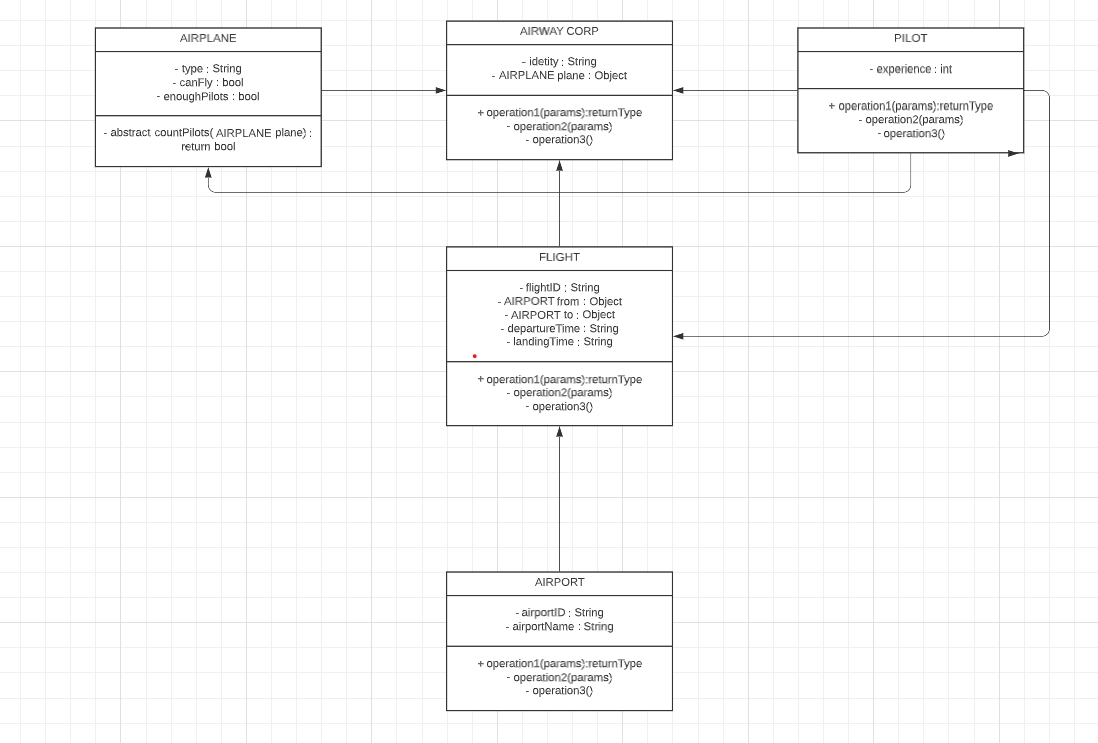 AIRPLANE
- type : String
- canFly : bool
- enoughPilots : bool
- abstract countPilots( AIRPLANE plane) :
return bool
AIRWAY CORP
- idetity : String
- AIRPLANE plane : Object
+ operation1(params):returnType
- operation2(params)
- operation3()
PILOT
- experience : int
+ operation1(params):returnType
- operation2(params)
- operation3()
FLIGHT
- flightID : String
- AIRPORT from : Object
- AIRPORT to : Object
- departureTime : String
- landingTime : String
+ operation1(params):returnType
- operation2(params)
- operation3()
AIRPORT
- airportID : String
- airportName : String
+ operation1(params):returnType
- operation2(params)
- operation3()